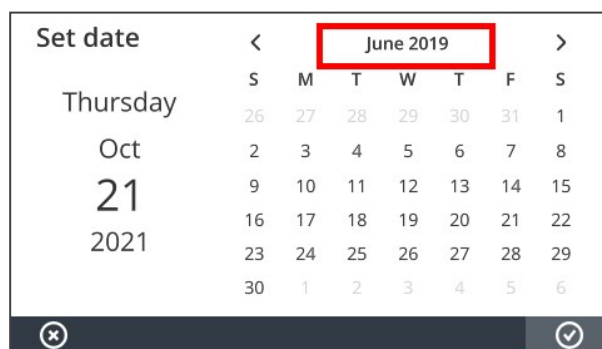 Set date
Thursday
Oct
21
2021
June 2019
S M T W T F S
26 27 28 29 30 31 1
2 3 4 5 6 7 8
9 10 11 12 13 14 15
16 17 18 19 20 21 22
23 24 25 26 27 28 29
30 1 2 3 4 5 6